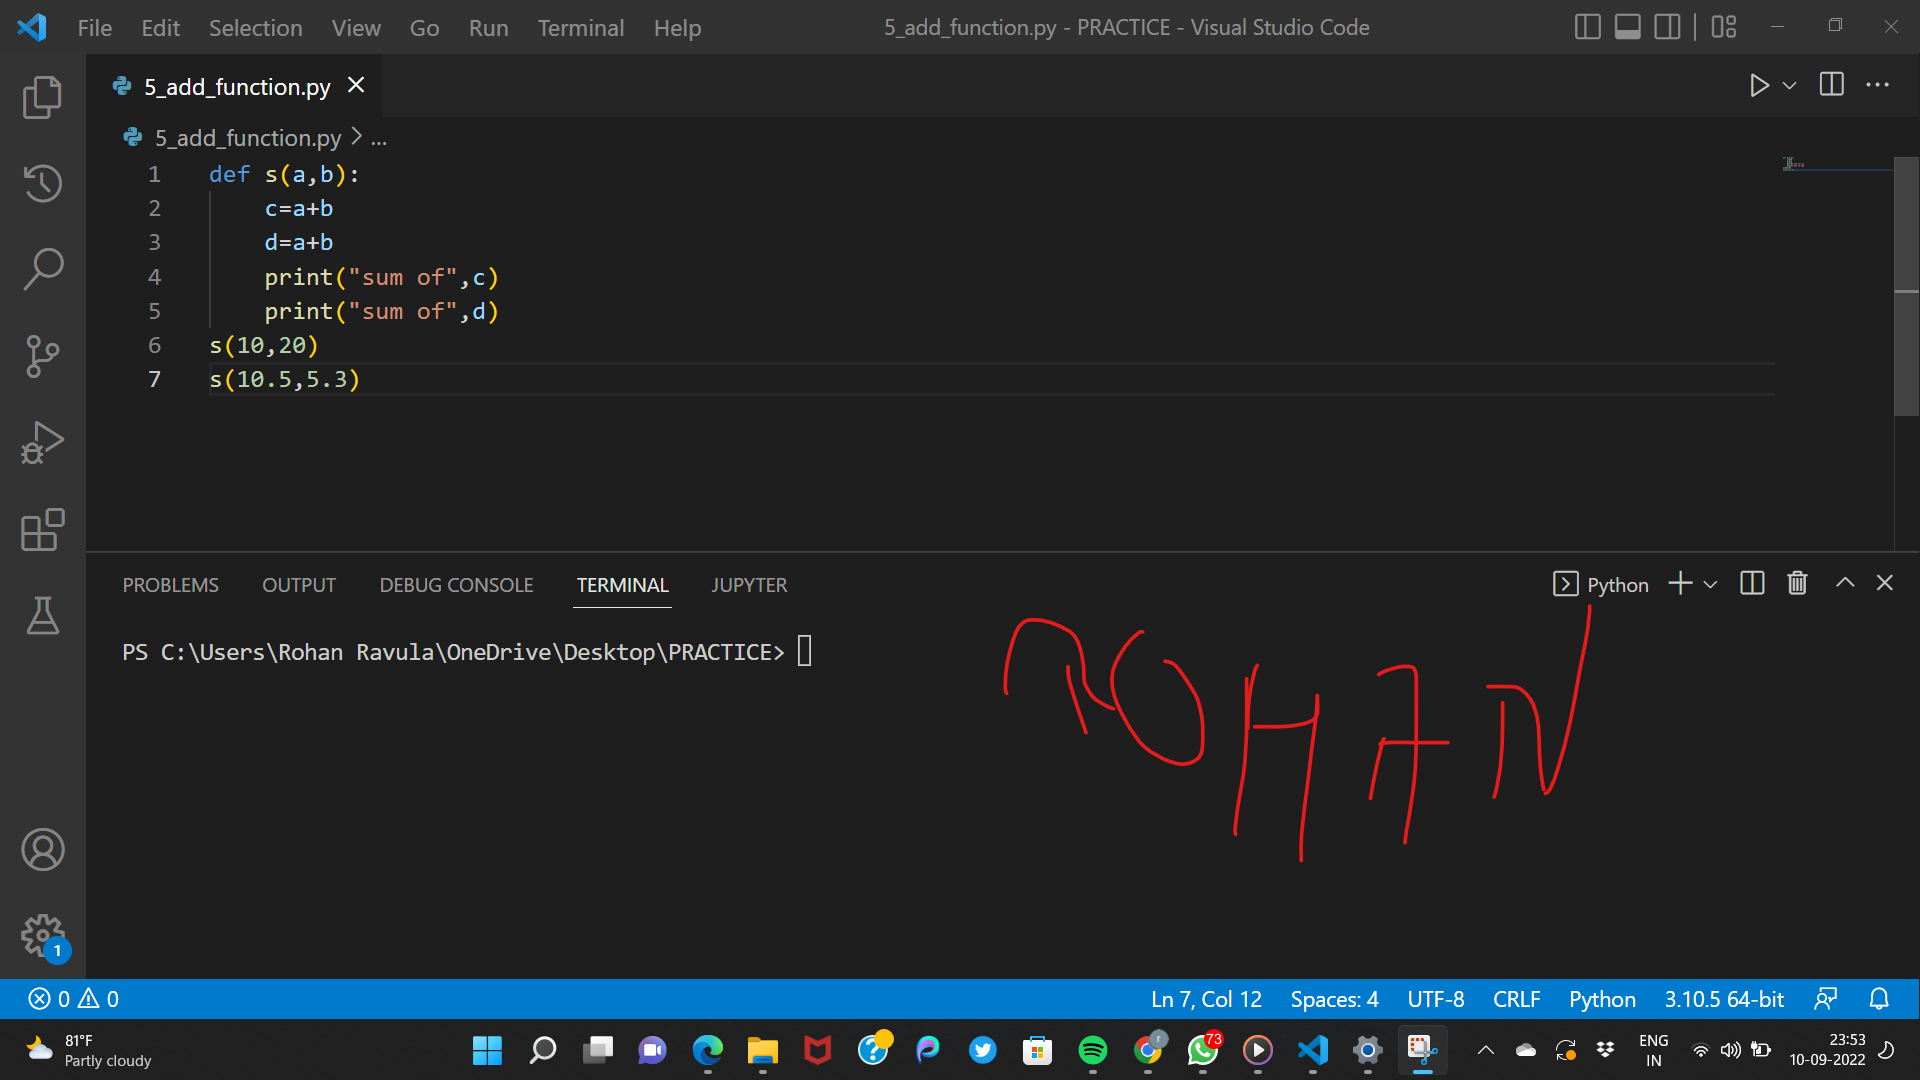 File Edit Selection View Go Run Terminal Help 5_add_function.py - PRACTICE - Visual Studio Code
5_add_function.py
5_add_function.py > ...
1 def s(a,b):
2     c=a+b
3     d=a+b
4     print("sum of",c)
5     print("sum of",d)
6 s(10,20)
7 s(10.5,5.3)
PROBLEMS OUTPUT DEBUG CONSOLE TERMINAL JUPYTER Python
PS C:\Users\Rohan Ravula\OneDrive\Desktop\PRACTICE>
ROHAN
1
0 0 Ln 7, Col 12 Spaces: 4 UTF-8 CRLF Python 3.10.5 64-bit
81°F
Partly cloudy
73
r
ENG
IN
23:53
10-09-2022